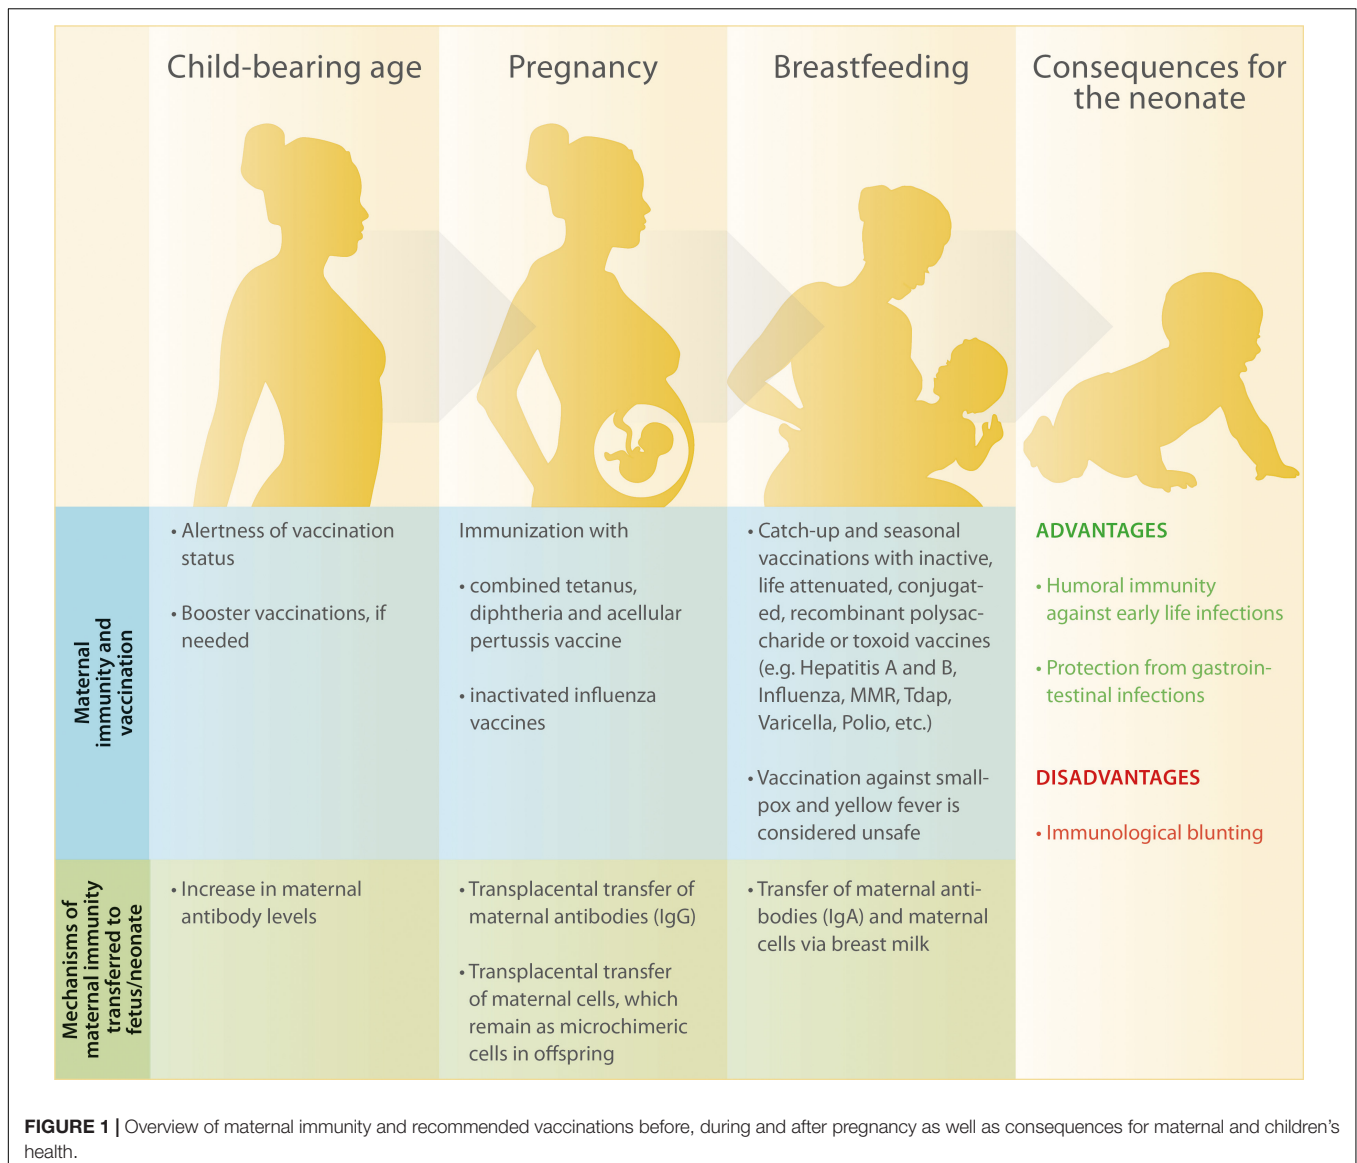 Child-bearing age
Pregnancy
Breastfeeding
Consequences for
the neonate
Maternal
immunity and
vaccination
• Alertness of vaccination
status
• Booster vaccinations, if
needed
Immunization with
• combined tetanus,
diphtheria and acellular
pertussis vaccine
• inactivated influenza
vaccines
• Catch-up and seasonal
vaccinations with inactive,
life attenuated, conjugat-
ed, recombinant polysac-
charide or toxoid vaccines
(e.g. Hepatitis A and B,
Influenza, MMR, Tdap,
Varicella, Polio, etc.)
• Vaccination against small-
pox and yellow fever is
considered unsafe
ADVANTAGES
• Humoral immunity
against early life infections
• Protection from gastroin-
testinal infections
DISADVANTAGES
• Immunological blunting
Mechanisms of
maternal immunity
transferred to
fetus/neonate
• Increase in maternal
antibody levels
• Transplacental transfer of
maternal antibodies (IgG)
• Transplacental transfer
of maternal cells, which
remain as microchimeric
cells in offspring
• Transfer of maternal anti-
bodies (IgA) and maternal
cells via breast milk
FIGURE 1 | Overview of maternal immunity and recommended vaccinations before, during and after pregnancy as well as consequences for maternal and children's
health.